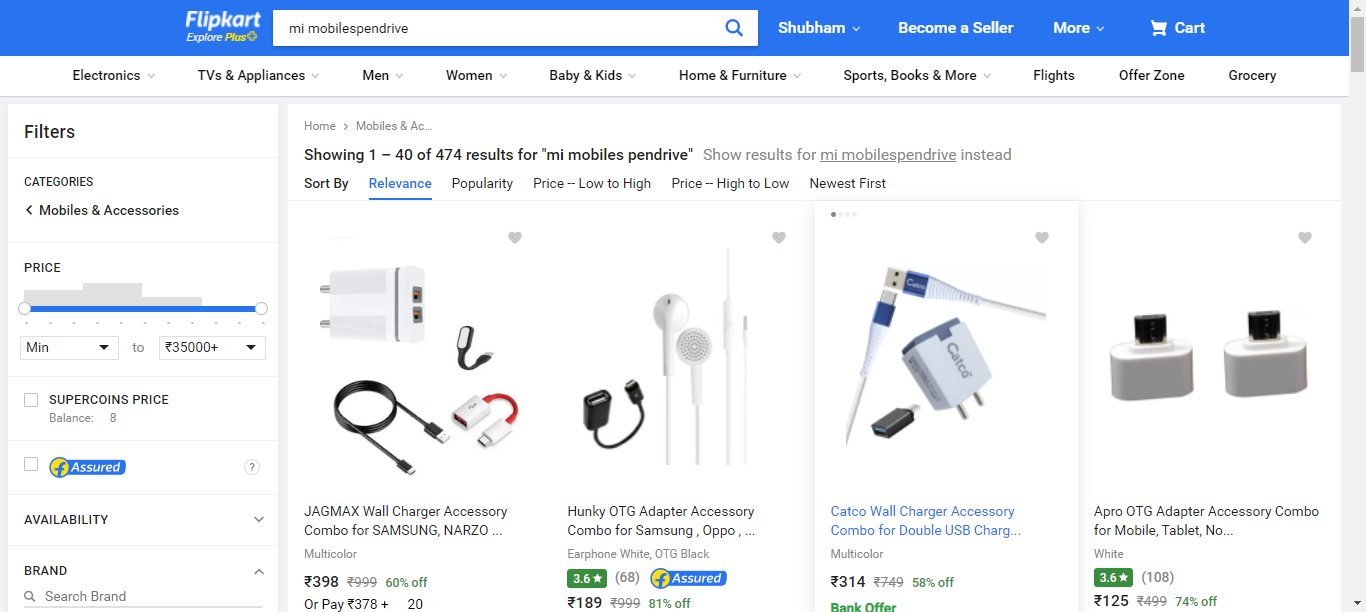 Flipkart
Explore Plus
mi mobilespendrive
Shubham
Become a Seller
More
Cart
Electronics
TVs & Appliances
Men
Women
Baby & Kids
Home & Furniture
Sports, Books & More
Flights
Offer Zone
Grocery
Filters
CATEGORIES
Mobiles & Accessories
PRICE
Min
to
₹35000+
SUPERCOINS PRICE
Balance: 8
Assured
?
AVAILABILITY
BRAND
Search Brand
Home
Mobiles & Ac...
Showing 1 – 40 of 474 results for "mi mobiles pendrive" Show results for mi mobilespendrive instead
Sort By
Relevance
Popularity
Price -- Low to High
Price -- High to Low
Newest First
JAGMAX Wall Charger Accessory
Combo for SAMSUNG, NARZO ...
Multicolor
₹398 ₹999 60% off
Or Pay ₹378 + 20
Hunky OTG Adapter Accessory
Combo for Samsung , Oppo , ...
Earphone White, OTG Black
3.6 ★ (68) Assured
₹189 ₹999 81% off
Catco
Catco
Catco Wall Charger Accessory
Combo for Double USB Charg...
Multicolor
₹314 ₹749 58% off
Bank Offer
Apro OTG Adapter Accessory Combo
for Mobile, Tablet, No...
White
3.6 ★ (108)
₹125 ₹499 74% off